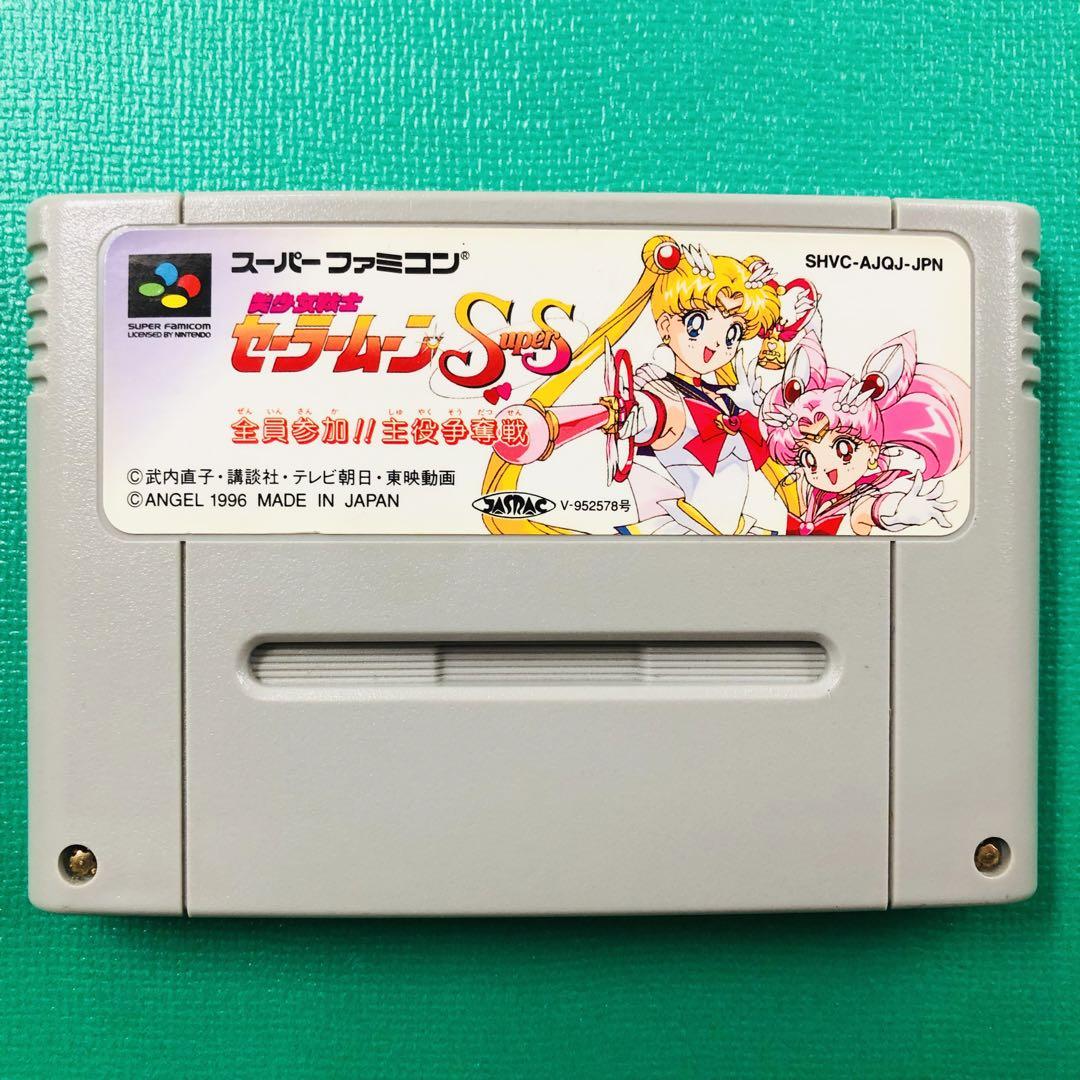 スーパーファミコン®
SHVC-AJQJ-JPN
SUPER FAMICOM
LICENSED BY NINTENDO
美少女戦士
セーラームーン SuperS
ぜんいんさんか しゅやくそうだつせん
全員参加!!主役争奪戦
©武内直子・講談社・テレビ朝日・東映動画
©ANGEL 1996 MADE IN JAPAN
JASRAC V-952578号